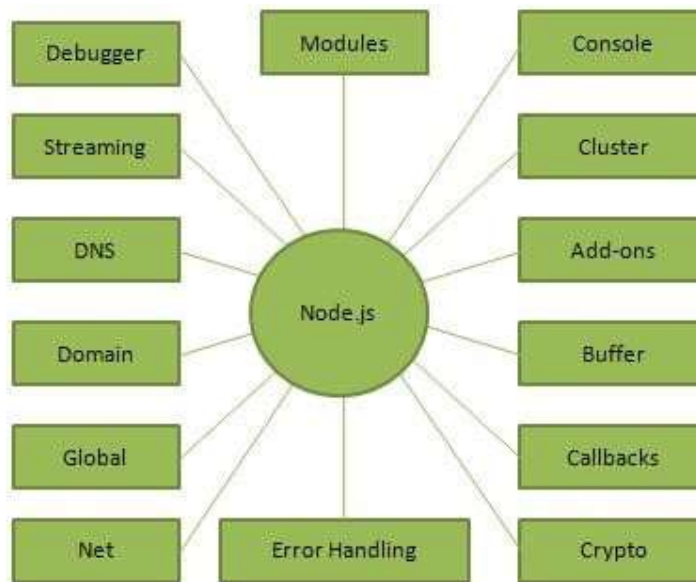 Debugger
Modules
Console
Streaming
Cluster
DNS
Add-ons
Node.js
Domain
Buffer
Global
Callbacks
Net
Error Handling
Crypto